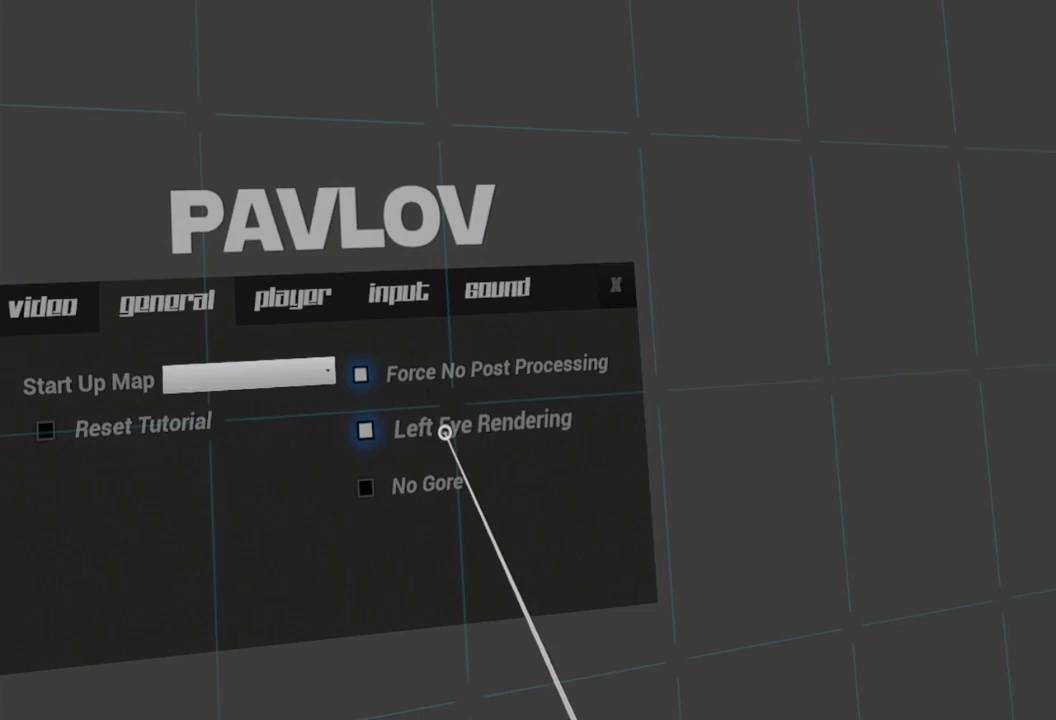 PAVLOV
video general player input sound X
Start Up Map Force No Post Processing
Reset Tutorial Left Eye Rendering
No Gore